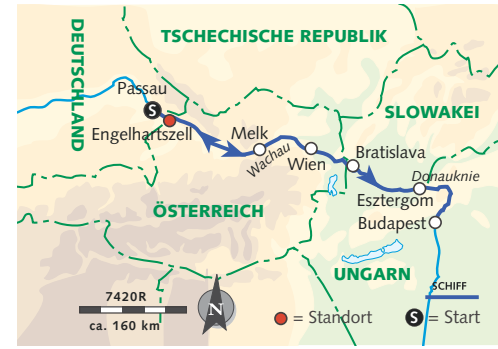 DEUTSCHLAND
TSCHECHISCHE REPUBLIK
Passau
S
SLOWAKEI
Engelhartszell
Melk
Wachau
Wien
Bratislava
Donauknie
Esztergom
Budapest
ÖSTERREICH
UNGARN
SCHIFF
7420R
ca. 160 km
N
= Standort
S = Start